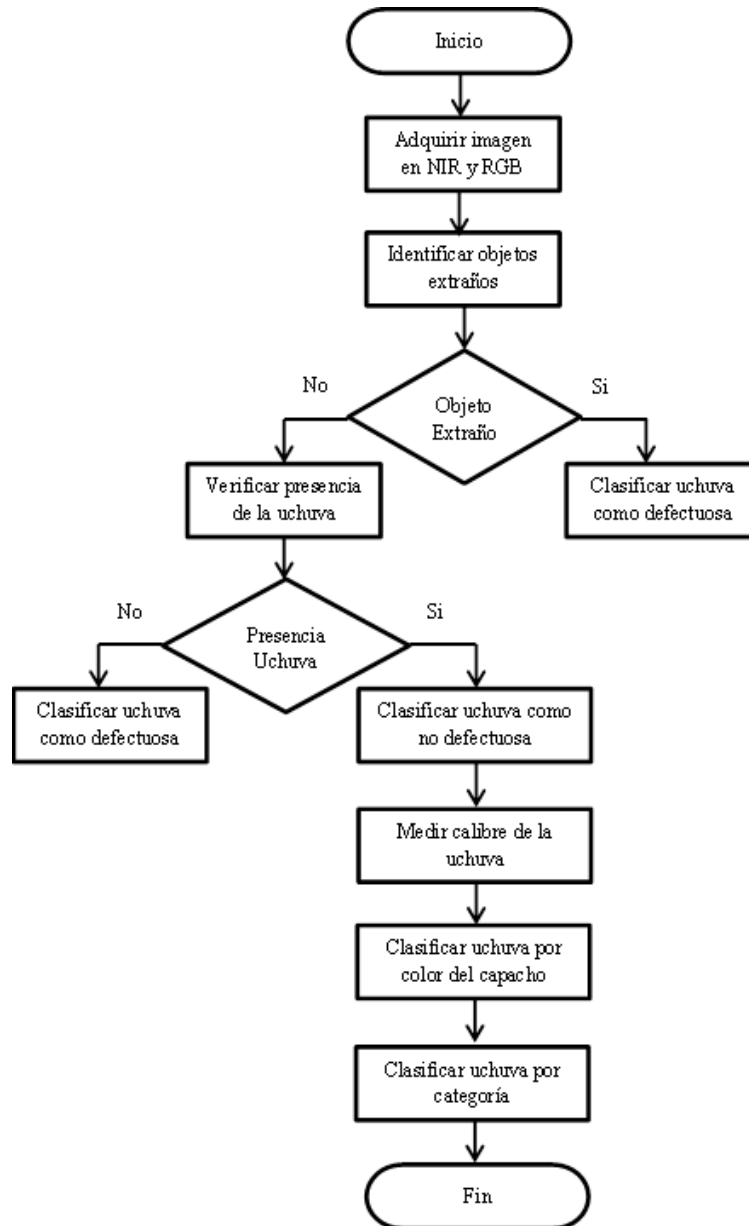 Inicio
Adquirir imagen
en NIR y RGB
Identificar objetos
extraños
No
Si
Objeto
Extraño
Verificar presencia
de la uchuva
Clasificar uchuva
como defectuosa
No
Si
Presencia
Uchuva
Clasificar uchuva
como defectuosa
Clasificar uchuva como
no defectuosa
Medir calibre de la
uchuva
Clasificar uchuva por
color del capacho
Clasificar uchuva por
categoría
Fin